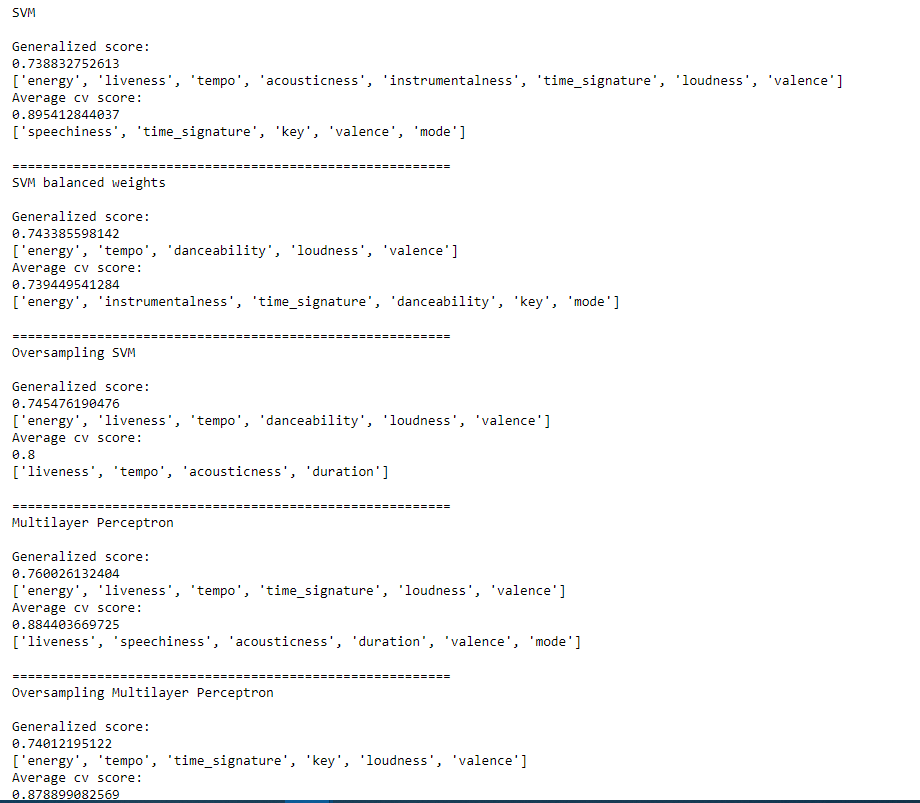 SVM
Generalized score:
0.738832752613
['energy', 'liveness', 'tempo', 'acousticness', 'instrumentalness', 'time_signature', 'loudness', 'valence']
Average cv score:
0.895412844037
['speechiness', 'time_signature', 'key', 'valence', 'mode']
=========================================================
SVM balanced weights
Generalized score:
0.743385598142
['energy', 'tempo', 'danceability', 'loudness', 'valence']
Average cv score:
0.739449541284
['energy', 'instrumentalness', 'time_signature', 'danceability', 'key', 'mode']
=========================================================
Oversampling SVM
Generalized score:
0.745476190476
['energy', 'liveness', 'tempo', 'danceability', 'loudness', 'valence']
Average cv score:
0.8
['liveness', 'tempo', 'acousticness', 'duration']
=========================================================
Multilayer Perceptron
Generalized score:
0.760026132404
['energy', 'liveness', 'tempo', 'time_signature', 'loudness', 'valence']
Average cv score:
0.884403669725
['liveness', 'speechiness', 'acousticness', 'duration', 'valence', 'mode']
=========================================================
Oversampling Multilayer Perceptron
Generalized score:
0.74012195122
['energy', 'tempo', 'time_signature', 'key', 'loudness', 'valence']
Average cv score:
0.878899082569